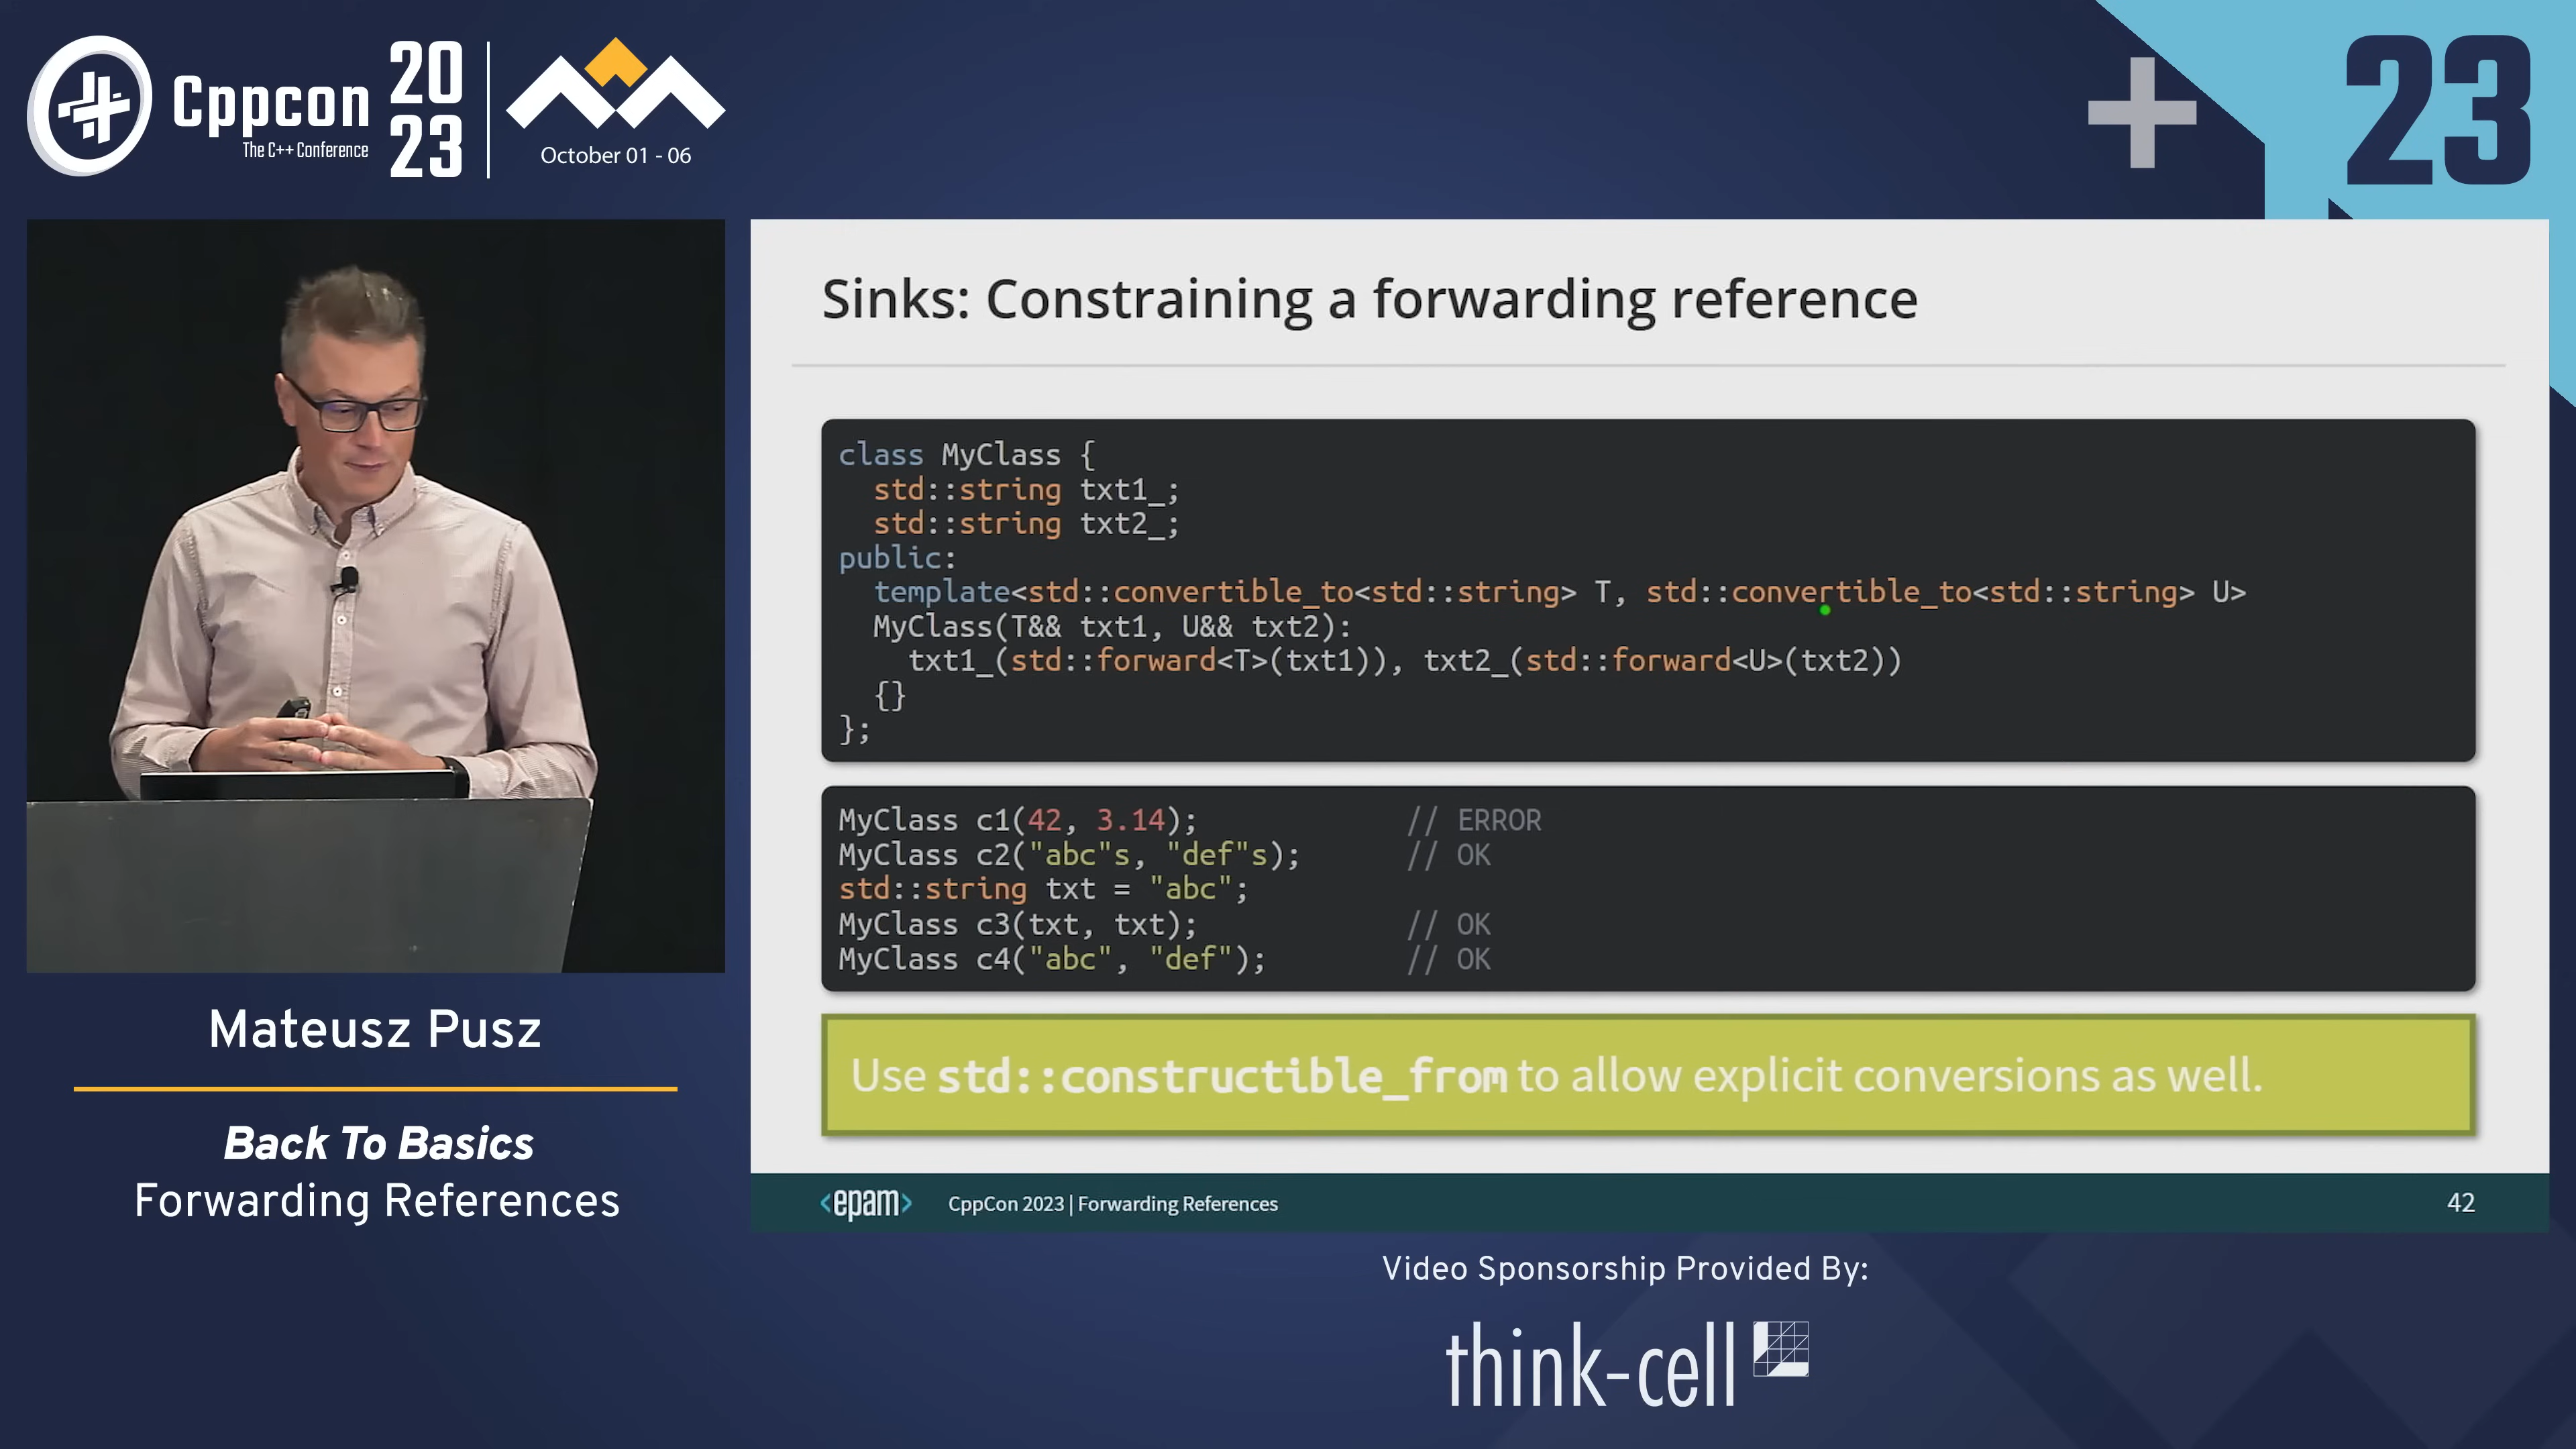 Cppcon
The C++ Conference
20
23
October 01 - 06
23
Sinks: Constraining a forwarding reference
class MyClass {
  std::string txt1_;
  std::string txt2_;
public:
  template<std::convertible_to<std::string> T, std::convertible_to<std::string> U>
  MyClass(T&& txt1, U&& txt2):
    txt1_(std::forward<T>(txt1)), txt2_(std::forward<U>(txt2))
  {}
};
MyClass c1(42, 3.14);            // ERROR
MyClass c2("abc"s, "def"s);      // OK
std::string txt = "abc";
MyClass c3(txt, txt);            // OK
MyClass c4("abc", "def");        // OK
Use std::constructible_from to allow explicit conversions as well.
<epam>
CppCon 2023 | Forwarding References
42
Mateusz Pusz
Back To Basics
Forwarding References
Video Sponsorship Provided By:
think-cell